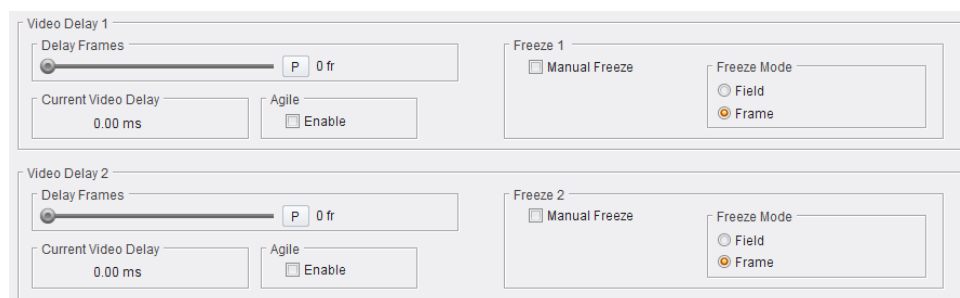 Video Delay 1
Delay Frames
P 0 fr
Current Video Delay
0.00 ms
Agile
Enable
Freeze 1
Manual Freeze
Freeze Mode
Field
Frame
Video Delay 2
Delay Frames
P 0 fr
Current Video Delay
0.00 ms
Agile
Enable
Freeze 2
Manual Freeze
Freeze Mode
Field
Frame